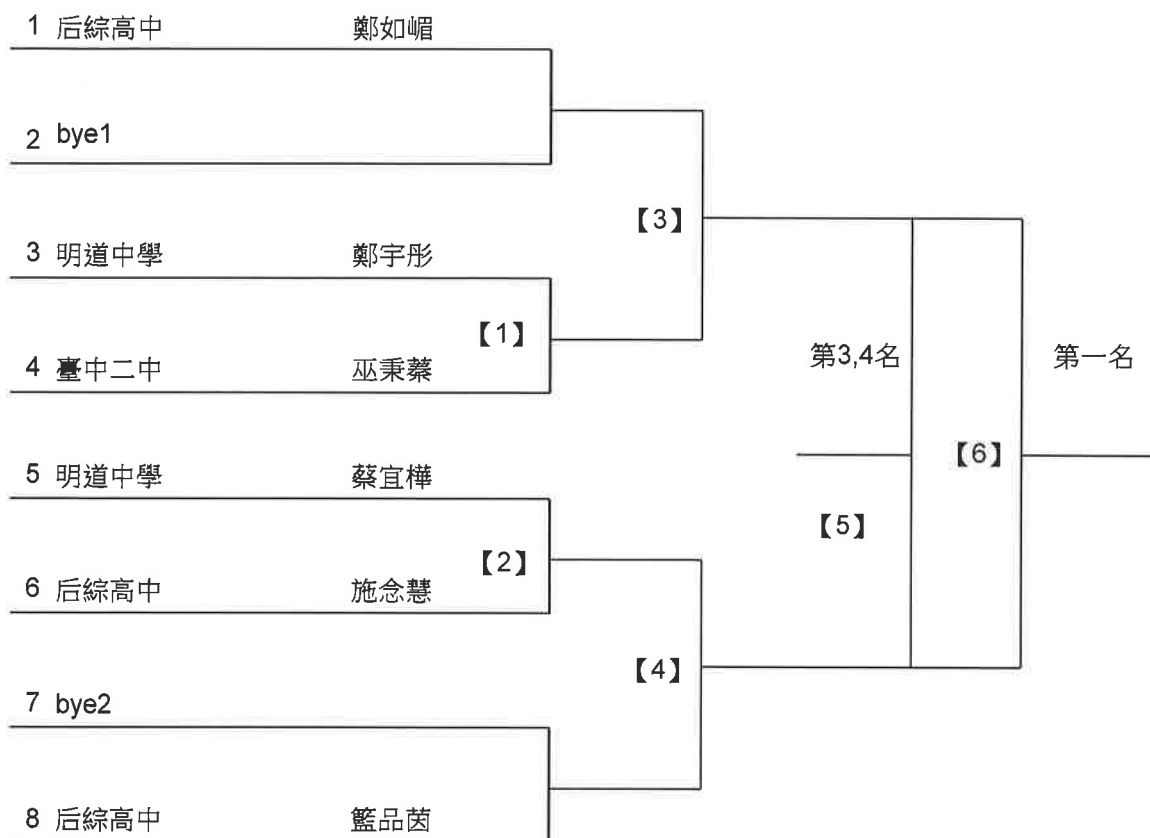 1 后綜高中 鄭如嵋
2 bye1
【3】
3 明道中學 鄭宇彤
【1】
4 臺中二中 巫秉蓁
第3,4名 第一名
5 明道中學 蔡宜樺
【6】
【5】
【2】
6 后綜高中 施念慧
【4】
7 bye2
8 后綜高中 籃品茵